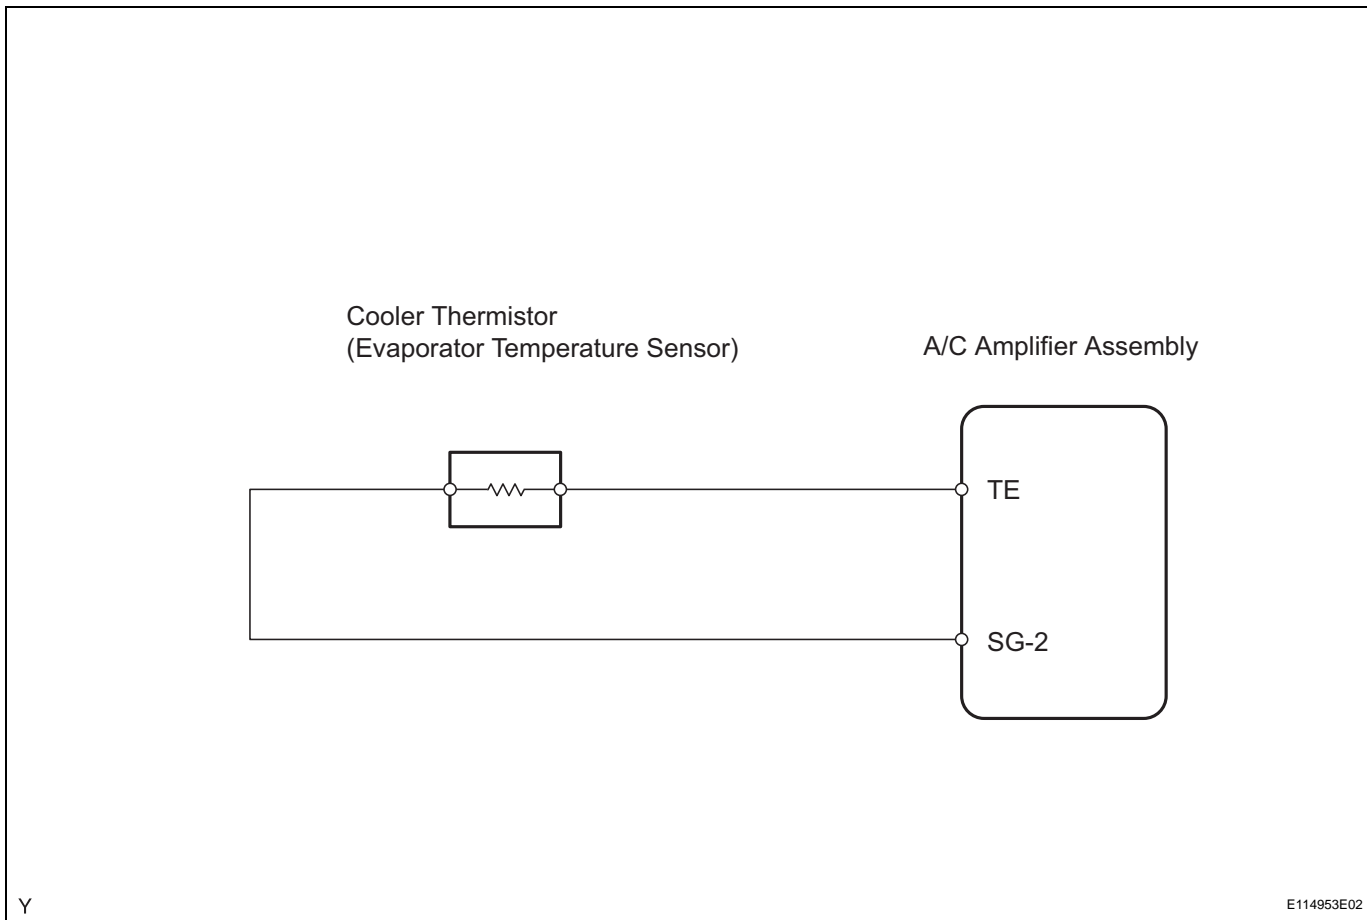 Cooler Thermistor
(Evaporator Temperature Sensor)
A/C Amplifier Assembly
TE
SG-2
Y
E114953E02